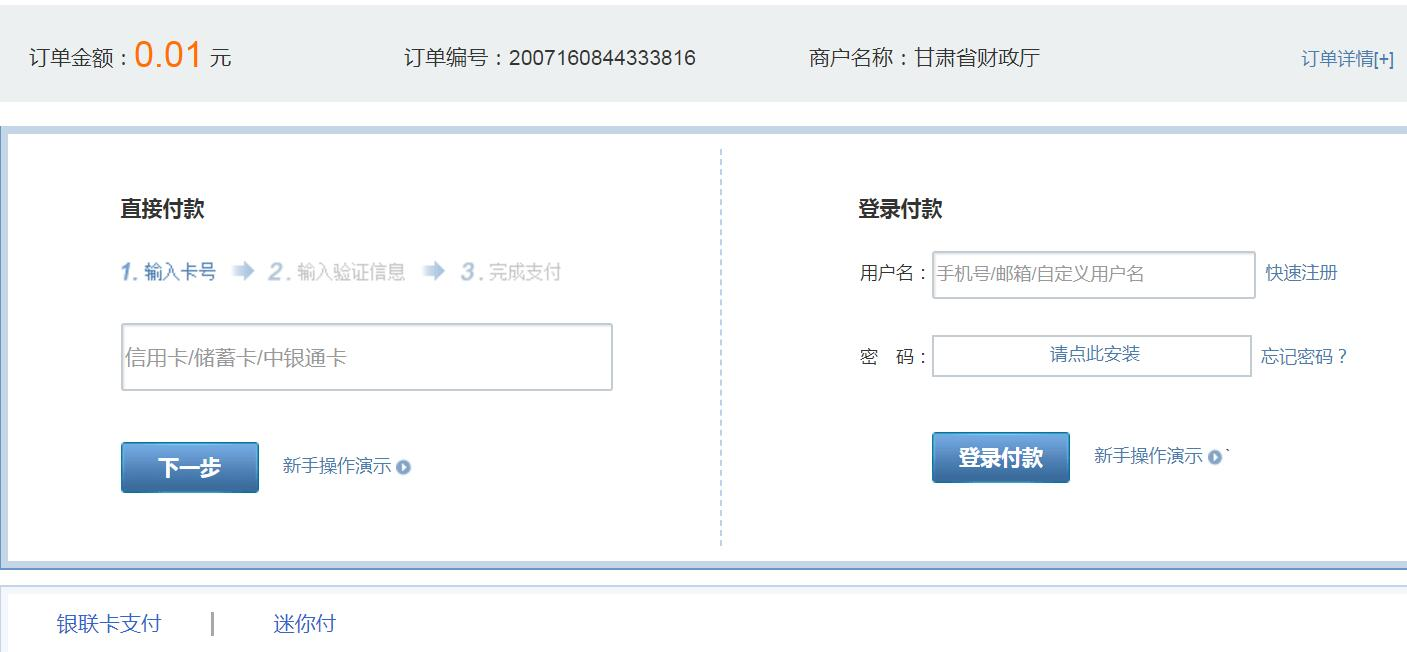 订单金额：0.01 元 订单编号：2007160844333816 商户名称：甘肃省财政厅 订单详情[+]
直接付款
1. 输入卡号 2. 输入验证信息 3. 完成支付
信用卡/储蓄卡/中银通卡
下一步 新手操作演示
登录付款
用户名： 手机号/邮箱/自定义用户名 快速注册
密 码： 请点此安装 忘记密码？
登录付款 新手操作演示 `
银联卡支付 | 迷你付